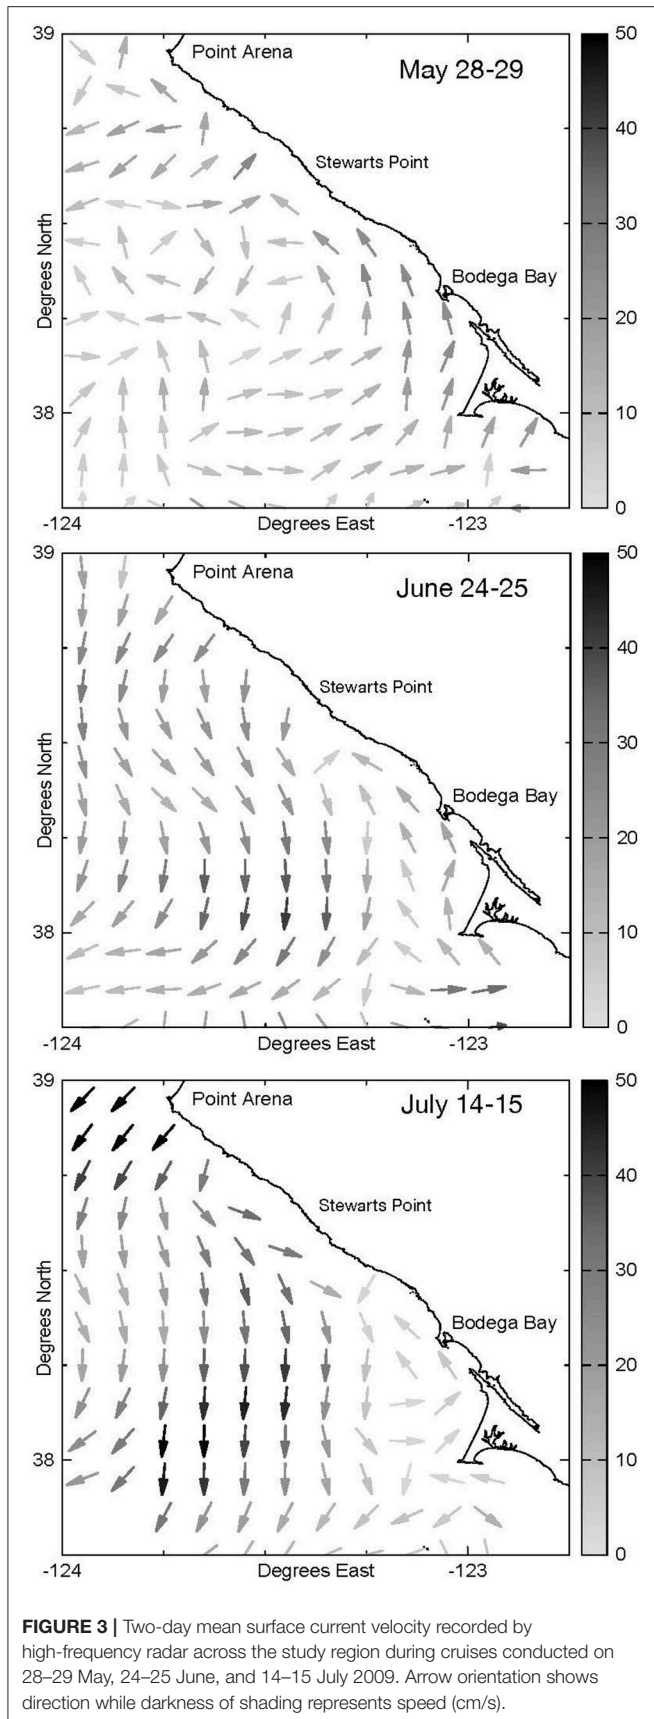 39
Point Arena
May 28-29
50
40
Stewarts Point
30
Degrees North
Bodega Bay
20
38
10
0
-124
Degrees East
-123
39
Point Arena
June 24-25
50
40
Stewarts Point
30
Degrees North
Bodega Bay
20
38
10
0
-124
Degrees East
-123
39
Point Arena
July 14-15
50
40
Stewarts Point
30
Degrees North
Bodega Bay
20
38
10
0
-124
Degrees East
-123
FIGURE 3 | Two-day mean surface current velocity recorded by
high-frequency radar across the study region during cruises conducted on
28–29 May, 24–25 June, and 14–15 July 2009. Arrow orientation shows
direction while darkness of shading represents speed (cm/s).